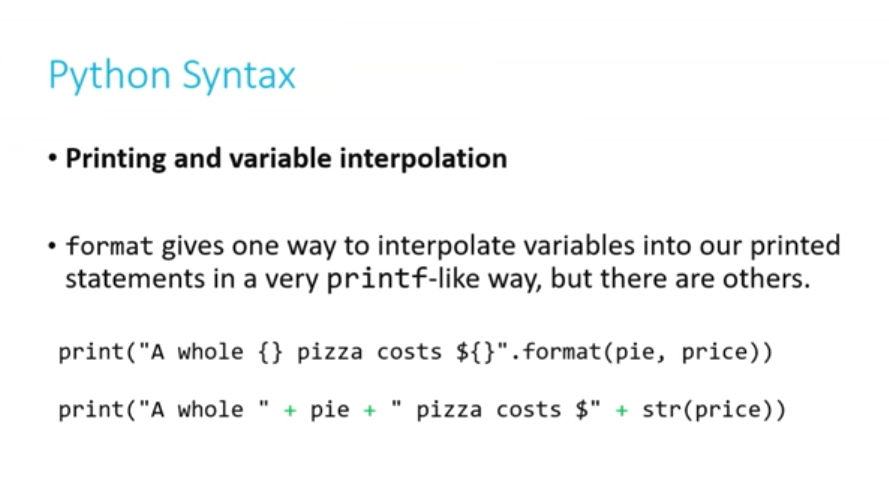 Python Syntax
• Printing and variable interpolation
• format gives one way to interpolate variables into our printed
statements in a very printf-like way, but there are others.
print("A whole {} pizza costs ${}".format(pie, price))
print("A whole " + pie + " pizza costs $" + str(price))